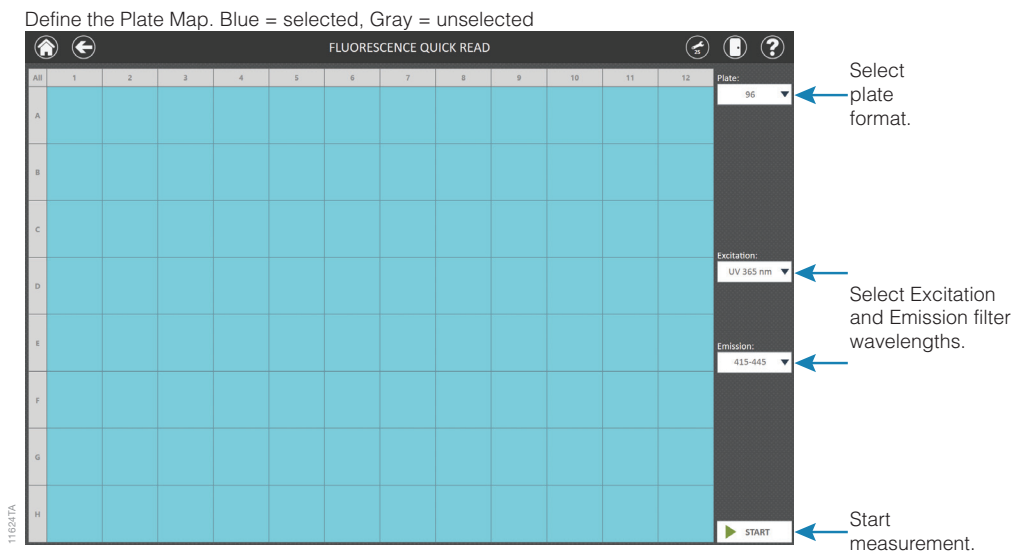 Define the Plate Map. Blue = selected, Gray = unselected
FLUORESCENCE QUICK READ
25
All 1 2 3 4 5 6 7 8 9 10 11 12
Plate:
96
A
B
C
D
E
F
G
H
Excitation:
UV 365 nm
Emission:
415-445
START
Select
plate
format.
Select Excitation
and Emission filter
wavelengths.
Start
measurement.
11624TA